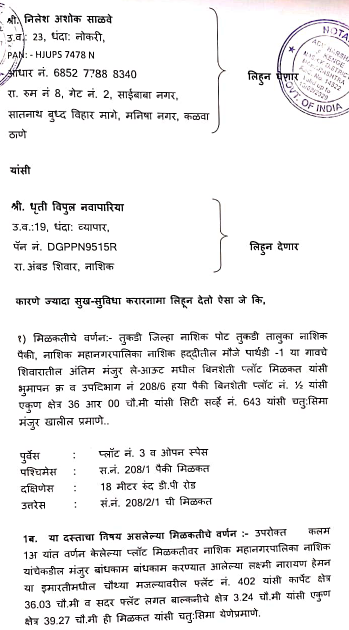 श्री. निलेश अशोक साळवे
उ.व.: 23, धंदा: नोकरी,
PAN: - HJUPS 7478 N
आधार नं. 6852 7788 8340
लिहुन घेणार
रा. रुम नं 8, गेट नं. 2, साईबाबा नगर,
सातनाथ बुध्द विहार मागे, मनिषा नगर, कळवा
ठाणे
यांसी
श्री. धृती विपुल नवापारिया
उ.व.:19, धंदा: व्यापार,
पॅन नं. DGPPN9515R
लिहुन देणार
रा. अंबड शिवार, नाशिक
कारणे ज्यादा सुख-सुविधा करारनामा लिहून देतो ऐसा जे कि,
१) मिळकतीचे वर्णन:- तुकडी जिल्हा नाशिक पोट तुकडी तालुका नाशिक
पैकी, नाशिक महानगरपालिका नाशिक हद्दीतील मौजे पार्थडी -1 या गावचे
शिवारातील अंतिम मंजुर ले-आऊट मधील बिनशेती प्लॉट मिळकत यांसी
भुमापन क्र व उपविभाग नं 208/6 हया पैकी बिनशेती प्लॉट नं. ½ यांसी
एकुण क्षेत्र 36 आर 00 चौ.मी यांसी सिटी सर्व्हे नं. 643 यांसी चतु:सिमा
मंजुर खालील प्रमाणे..
पुर्वेस : प्लॉट नं. 3 व ओपन स्पेस
पश्चिमेस : स.नं. 208/1 पैकी मिळकत
दक्षिणेस : 18 मीटर रुंद डी.पी रोड
उत्तरेस : सं.नं. 208/2/1 ची मिळकत
1ब. या दस्ताचा विषय असलेल्या मिळकतीचे वर्णन :- उपरोक्त कलम
1अ यांत वर्णन केलेल्या प्लॉट मिळकतीवर नाशिक महानगरपालिका नाशिक
यांचेकडील मंजुर बांधकाम बांधकाम करण्यात आलेल्या लक्ष्मी नारायण हेमन
या इमारतीमधील चौथ्या मजल्यावरील फ्लॅट नं. 402 यांसी कार्पेट क्षेत्र
36.03 चौ.मी व सदर फ्लॅट लगत बाल्कनीचे क्षेत्र 3.24 चौ.मी यांसी एकुण
क्षेत्र 39.27 चौ.मी ही मिळकत यांसी चतु:सिमा येणेप्रमाणे.